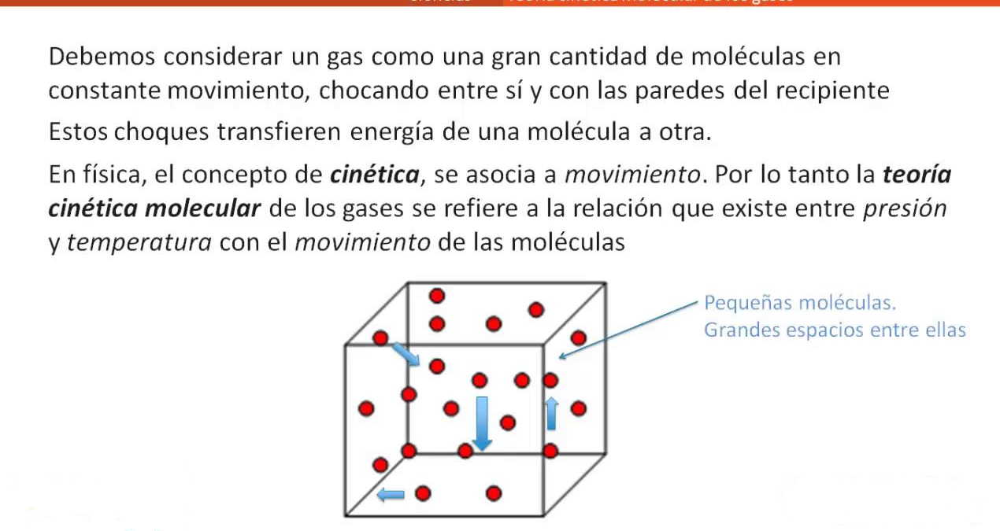 Debemos considerar un gas como una gran cantidad de moléculas en
constante movimiento, chocando entre sí y con las paredes del recipiente
Estos choques transfieren energía de una molécula a otra.
En física, el concepto de cinética, se asocia a movimiento. Por lo tanto la teoría
cinética molecular de los gases se refiere a la relación que existe entre presión
y temperatura con el movimiento de las moléculas
Pequeñas moléculas.
Grandes espacios entre ellas